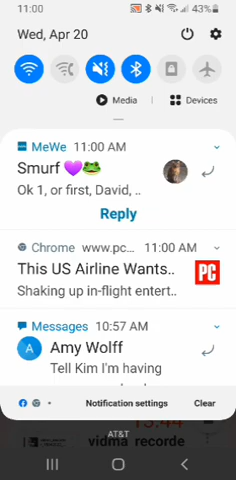 11:00
43%
Wed, Apr 20
Media | Devices
MeWe 11:00 AM
Smurf 💜🐸
Ok 1, or first, David, ..
Reply
Chrome www.pc... 11:00 AM
This US Airline Wants..
PC
Shaking up in-flight entert..
Messages 10:57 AM
A Amy Wolff
Tell Kim I'm having
Notification settings Clear
AT&T
vidma recorde